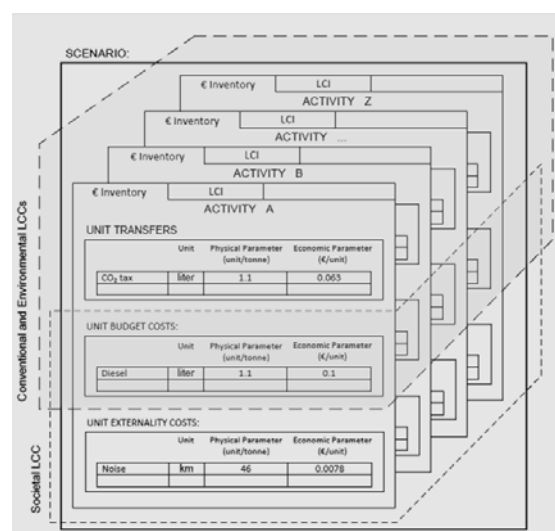 SCENARIO:
€ Inventory LCI
ACTIVITY Z
€ Inventory LCI
ACTIVITY ...
€ Inventory LCI
ACTIVITY B
€ Inventory LCI
ACTIVITY A
UNIT TRANSFERS
Unit Physical Parameter Economic Parameter
(unit/tonne) (€/unit)
CO₂ tax liter 1.1 0.063
UNIT BUDGET COSTS:
Unit Physical Parameter Economic Parameter
(unit/tonne) (€/unit)
Diesel liter 1.1 0.1
UNIT EXTERNALITY COSTS:
Unit Physical Parameter Economic Parameter
(unit/tonne) (€/unit)
Noise km 46 0.0078
Conventional and Environmental LCCs
Societal LCC